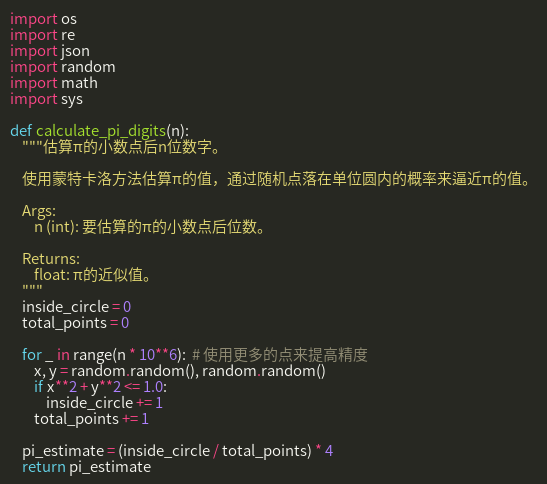 import os
import re
import json
import random
import math
import sys

def calculate_pi_digits(n):
    """估算π的小数点后n位数字。

    使用蒙特卡洛方法估算π的值，通过随机点落在单位圆内的概率来逼近π的值。

    Args:
        n (int): 要估算的π的小数点后位数。

    Returns:
        float: π的近似值。
    """
    inside_circle = 0
    total_points = 0

    for _ in range(n * 10**6):  # 使用更多的点来提高精度
        x, y = random.random(), random.random()
        if x**2 + y**2 <= 1.0:
            inside_circle += 1
        total_points += 1

    pi_estimate = (inside_circle / total_points) * 4
    return pi_estimate